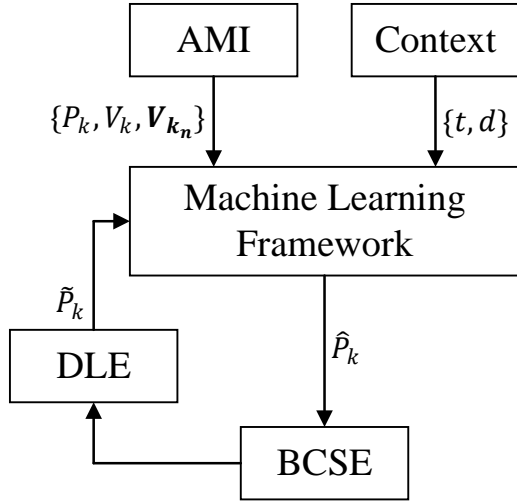 AMI
Context
{P_k, V_k, V_{k_n}}
{t, d}
Machine Learning
Framework
P̃_k
P̂_k
DLE
BCSE